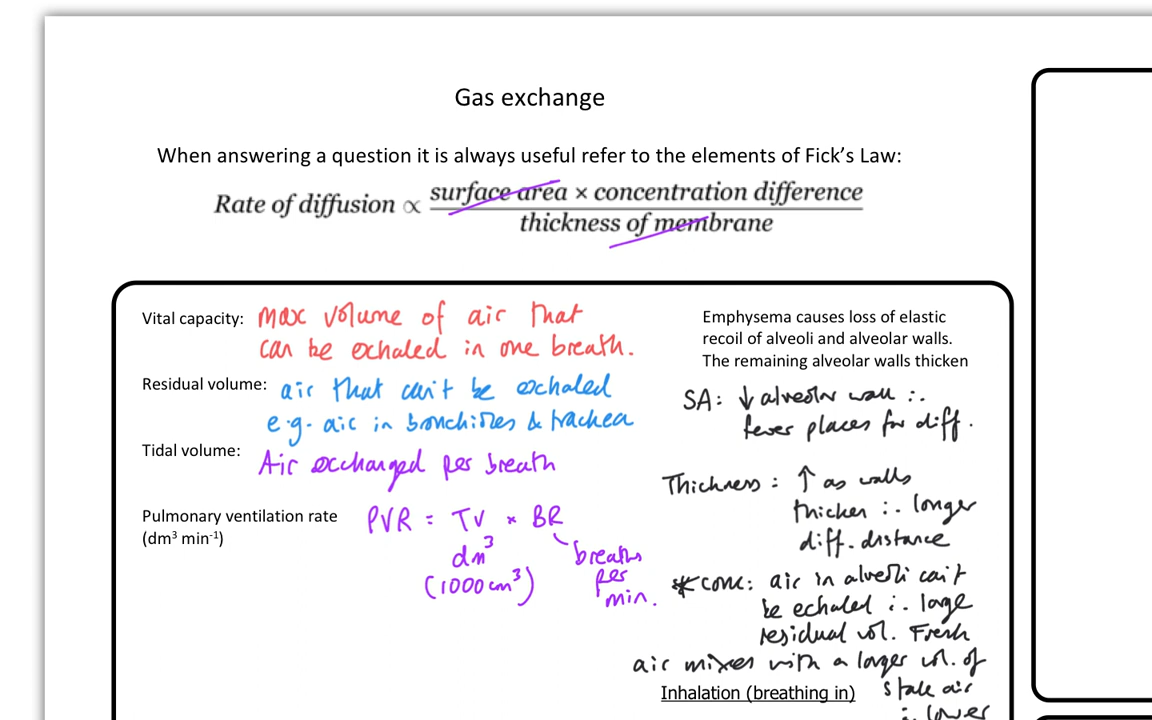 Gas exchange
When answering a question it is always useful refer to the elements of Fick's Law:
Rate of diffusion ∝ surface area × concentration difference
thickness of membrane
Vital capacity: max volume of air that
can be exhaled in one breath.
Residual volume: air that can't be exhaled
e.g. air in bronchioles & trachea
Tidal volume: Air exchanged per breath
Pulmonary ventilation rate PVR = TV × BR
(dm³ min⁻¹)
dm³
(1000cm³)
breaths
per
min.
Emphysema causes loss of elastic
recoil of alveoli and alveolar walls.
The remaining alveolar walls thicken
SA: ↓ alveolar wall ∴
fewer places for diff.
Thickness: ↑ as walls
thicker ∴ longer
diff. distance
*conc: air in alveoli can't
be echaled ∴ large
residual vol. Fresh
air mixes with a larger vol. of
stale air
∴ lower
Inhalation (breathing in)